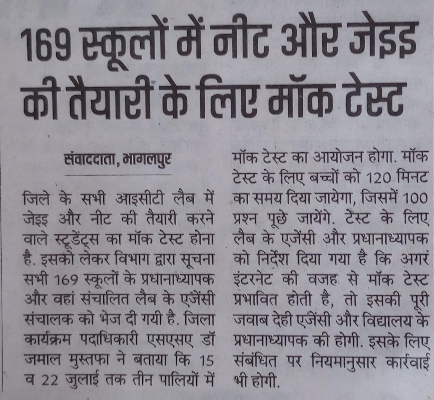 169 स्कूलों में नीट और जेइइ
की तैयारी के लिए मॉक टेस्ट
संवाददाता, भागलपुर
जिले के सभी आइसीटी लैब में
जेइइ और नीट की तैयारी करने
वाले स्टूडेंट्स का मॉक टेस्ट होना
है. इसको लेकर विभाग द्वारा सूचना
सभी 169 स्कूलों के प्रधानाध्यापक
और वहां संचालित लैब के एजेंसी
संचालक को भेज दी गयी है. जिला
कार्यक्रम पदाधिकारी एसएसए डॉ
जमाल मुस्तफा ने बताया कि 15
व 22 जुलाई तक तीन पालियों में
मॉक टेस्ट का आयोजन होगा. मॉक
टेस्ट के लिए बच्चों को 120 मिनट
का समय दिया जायेगा, जिसमें 100
प्रश्न पूछे जायेंगे. टेस्ट के लिए
लैब के एजेंसी और प्रधानाध्यापक
को निर्देश दिया गया है कि अगर
इंटरनेट की वजह से मॉक टेस्ट
प्रभावित होती है, तो इसकी पूरी
जवाब देही एजेंसी और विद्यालय के
प्रधानाध्यापक की होगी. इसके लिए
संबंधित पर नियमानुसार कार्रवाई
भी होगी.